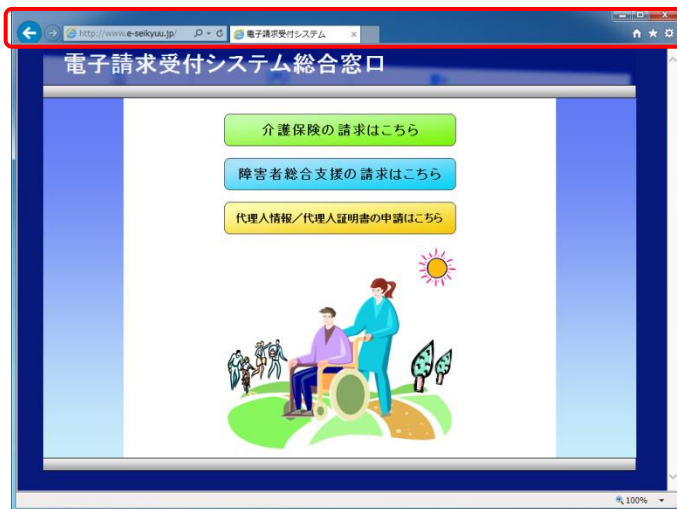 http://www.e-seikyuu.jp/
電子請求受付システム
電子請求受付システム総合窓口
介護保険の請求はこちら
障害者総合支援の請求はこちら
代理人情報／代理人証明書の申請はこちら
100%